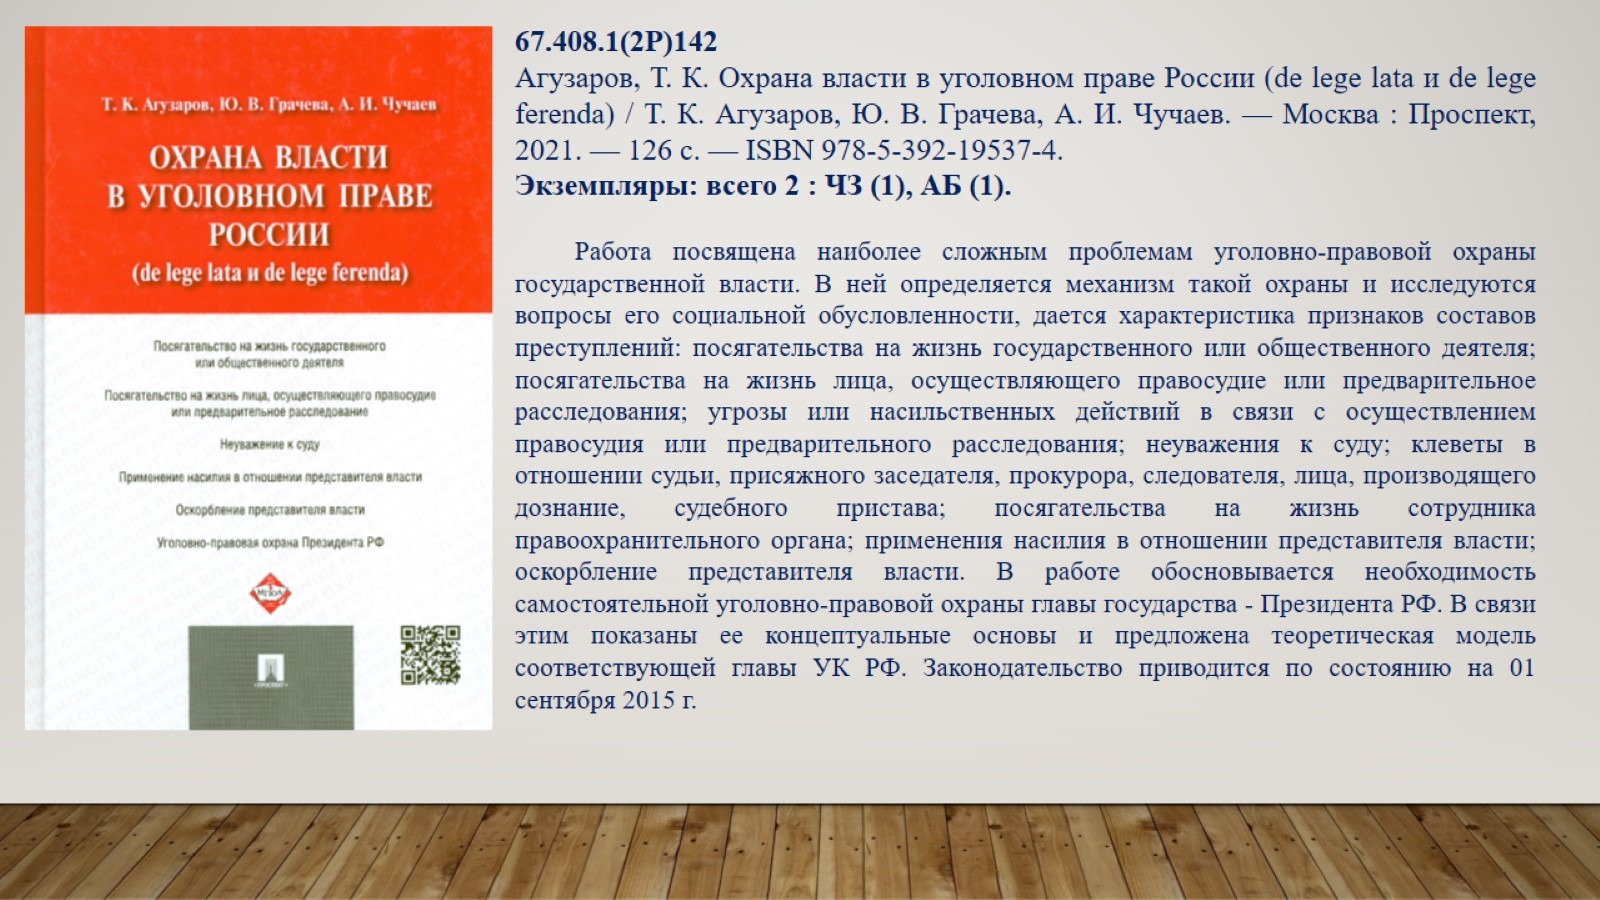 Т. К. Агузаров, Ю. В. Грачева, А. И. Чучаев
ОХРАНА ВЛАСТИ
В УГОЛОВНОМ ПРАВЕ
РОССИИ
(de lege lata и de lege ferenda)
Посягательство на жизнь государственного
или общественного деятеля
Посягательство на жизнь лица, осуществляющего правосудие
или предварительное расследование
Неуважение к суду
Применение насилия в отношении представителя власти
Оскорбление представителя власти
Уголовно-правовая охрана Президента РФ
МГЮА
ПРОСПЕКТ
67.408.1(2Р)142
Агузаров, Т. К. Охрана власти в уголовном праве России (de lege lata и de lege
ferenda) / Т. К. Агузаров, Ю. В. Грачева, А. И. Чучаев. — Москва : Проспект,
2021. — 126 с. — ISBN 978-5-392-19537-4.
Экземпляры: всего 2 : ЧЗ (1), АБ (1).
Работа посвящена наиболее сложным проблемам уголовно-правовой охраны
государственной власти. В ней определяется механизм такой охраны и исследуются
вопросы его социальной обусловленности, дается характеристика признаков составов
преступлений: посягательства на жизнь государственного или общественного деятеля;
посягательства на жизнь лица, осуществляющего правосудие или предварительное
расследования; угрозы или насильственных действий в связи с осуществлением
правосудия или предварительного расследования; неуважения к суду; клеветы в
отношении судьи, присяжного заседателя, прокурора, следователя, лица, производящего
дознание, судебного пристава; посягательства на жизнь сотрудника
правоохранительного органа; применения насилия в отношении представителя власти;
оскорбление представителя власти. В работе обосновывается необходимость
самостоятельной уголовно-правовой охраны главы государства - Президента РФ. В связи
этим показаны ее концептуальные основы и предложена теоретическая модель
соответствующей главы УК РФ. Законодательство приводится по состоянию на 01
сентября 2015 г.